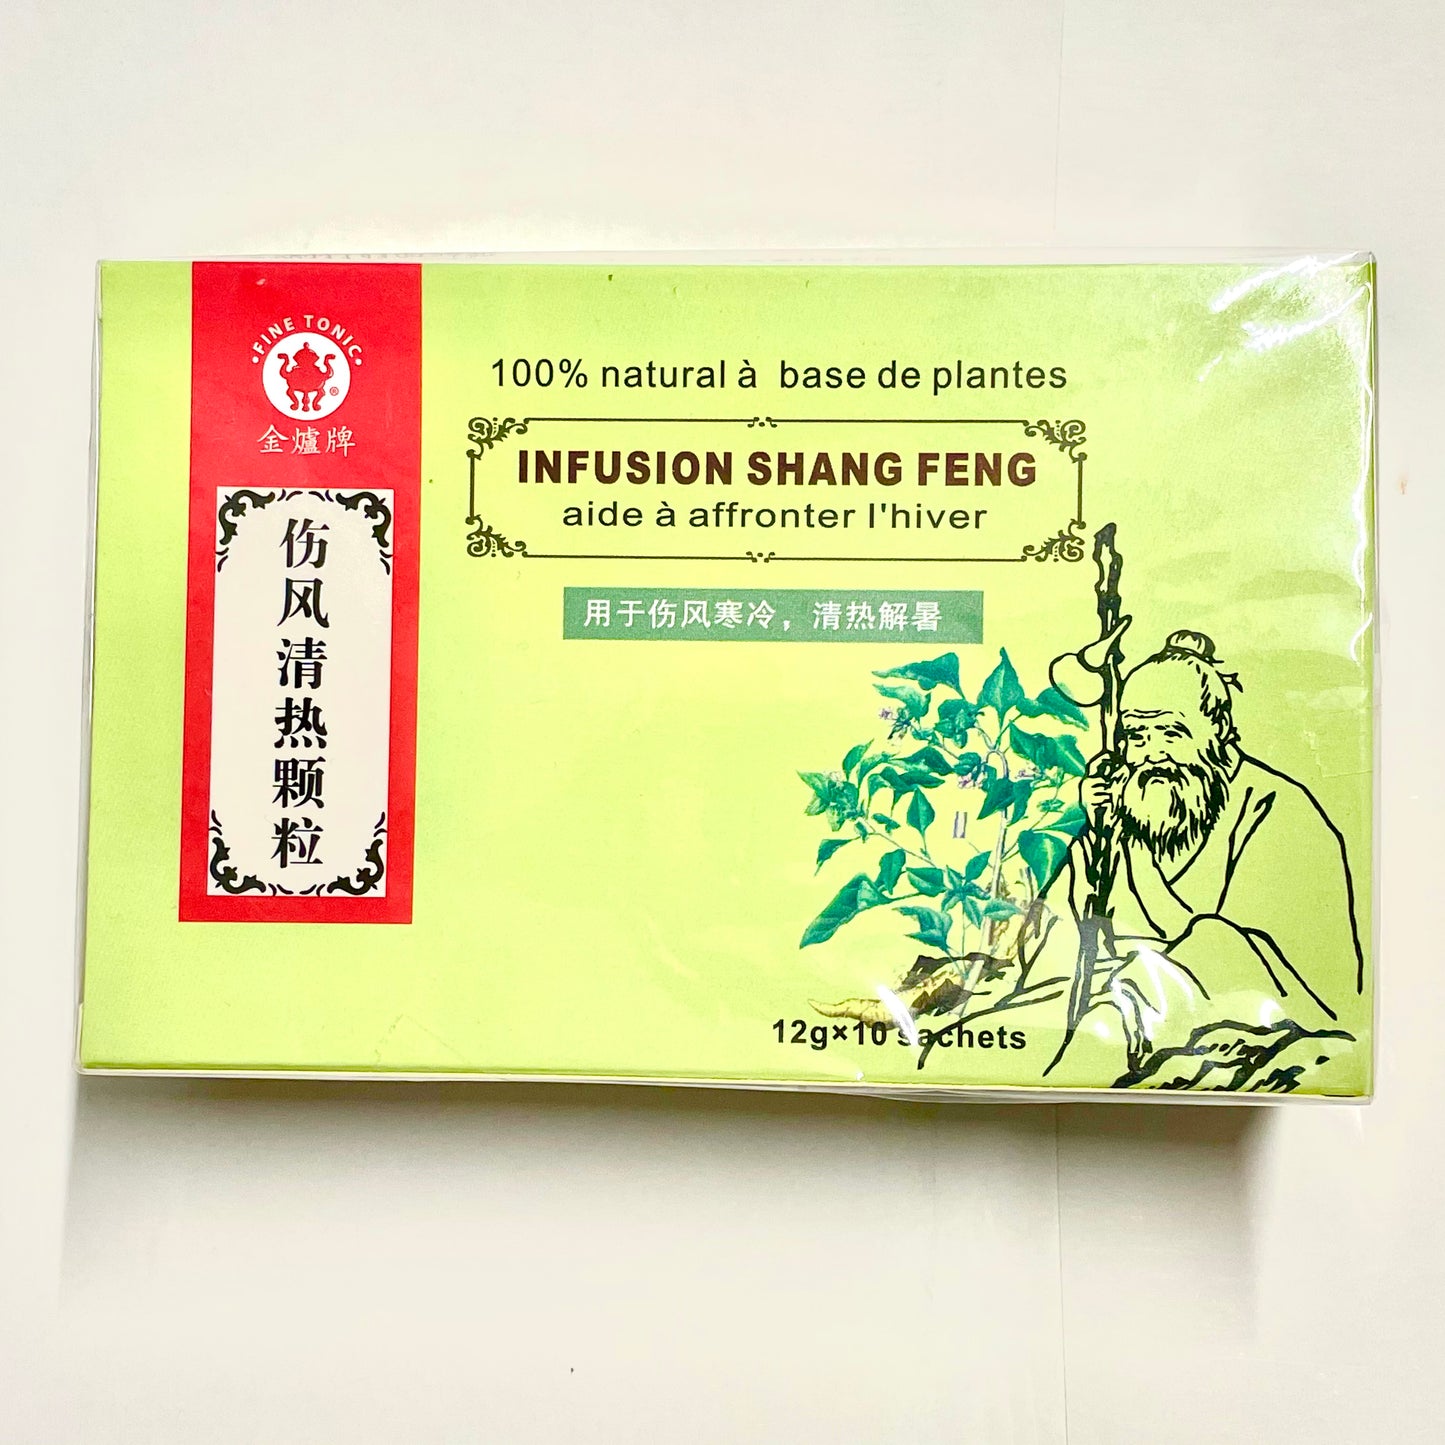 ·FINE TONIC·
®
金爐牌
伤风清热颗粒
100% natural à base de plantes
INFUSION SHANG FENG
aide à affronter l'hiver
用于伤风寒冷，清热解暑
12g×10 sachets